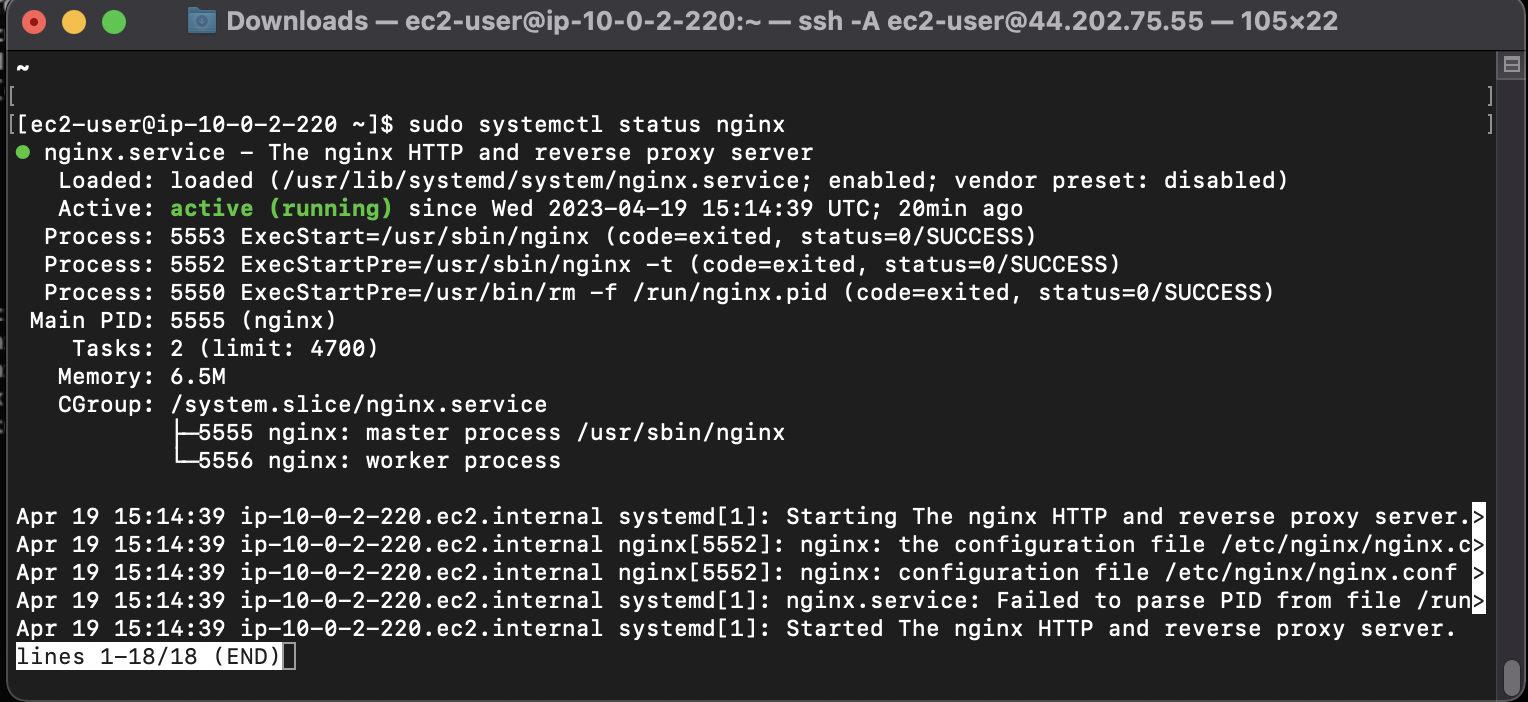 Downloads — ec2-user@ip-10-0-2-220:~ — ssh -A ec2-user@44.202.75.55 — 105×22
~
[ ]
[[ec2-user@ip-10-0-2-220 ~]$ sudo systemctl status nginx ]
● nginx.service - The nginx HTTP and reverse proxy server
   Loaded: loaded (/usr/lib/systemd/system/nginx.service; enabled; vendor preset: disabled)
   Active: active (running) since Wed 2023-04-19 15:14:39 UTC; 20min ago
  Process: 5553 ExecStart=/usr/sbin/nginx (code=exited, status=0/SUCCESS)
  Process: 5552 ExecStartPre=/usr/sbin/nginx -t (code=exited, status=0/SUCCESS)
  Process: 5550 ExecStartPre=/usr/bin/rm -f /run/nginx.pid (code=exited, status=0/SUCCESS)
 Main PID: 5555 (nginx)
    Tasks: 2 (limit: 4700)
   Memory: 6.5M
   CGroup: /system.slice/nginx.service
           ├─5555 nginx: master process /usr/sbin/nginx
           └─5556 nginx: worker process
Apr 19 15:14:39 ip-10-0-2-220.ec2.internal systemd[1]: Starting The nginx HTTP and reverse proxy server.>
Apr 19 15:14:39 ip-10-0-2-220.ec2.internal nginx[5552]: nginx: the configuration file /etc/nginx/nginx.c>
Apr 19 15:14:39 ip-10-0-2-220.ec2.internal nginx[5552]: nginx: configuration file /etc/nginx/nginx.conf >
Apr 19 15:14:39 ip-10-0-2-220.ec2.internal systemd[1]: nginx.service: Failed to parse PID from file /run>
Apr 19 15:14:39 ip-10-0-2-220.ec2.internal systemd[1]: Started The nginx HTTP and reverse proxy server.
lines 1-18/18 (END)